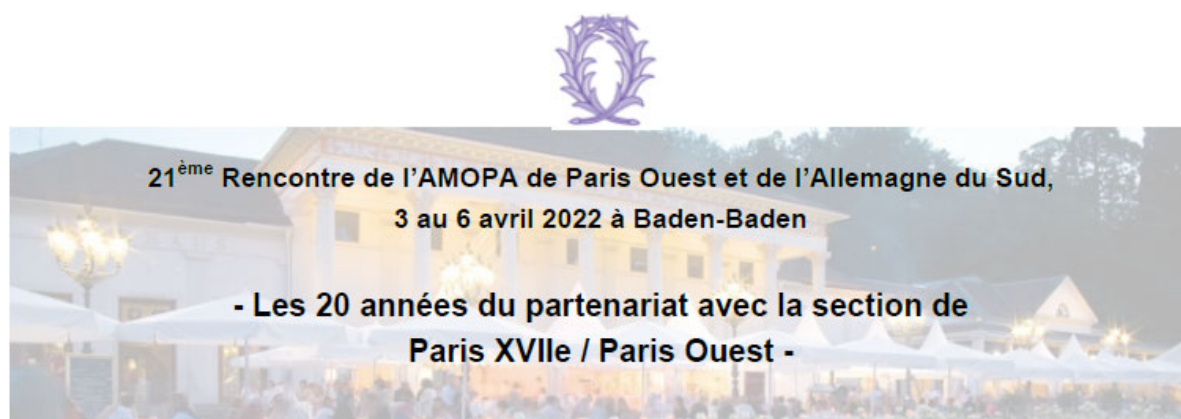 21ème Rencontre de l'AMOPA de Paris Ouest et de l'Allemagne du Sud,
3 au 6 avril 2022 à Baden-Baden
- Les 20 années du partenariat avec la section de
Paris XVIIe / Paris Ouest -